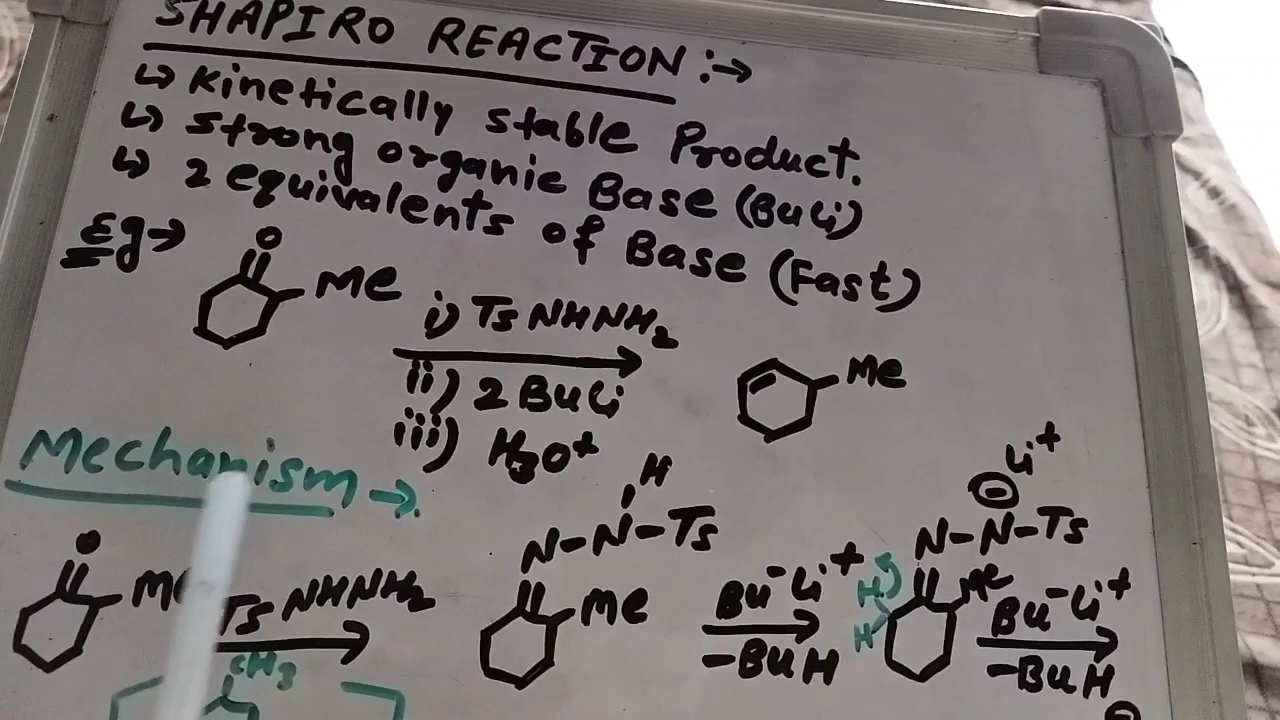 SHAPIRO REACTION :→
↳ Kinetically stable Product.
↳ Strong organic Base (BuLi)
↳ 2 equivalents of Base (Fast)
Eg→
O
Me
i) TsNHNH₂
ii) 2 BuLi
iii) H₃O⁺
Me
Mechanism →
O
TsNHNH₂
H
N-N-Ts
Me
Bu⁻Li⁺
-BuH
Li⁺
⊖
N-N-Ts
H
H
Me
Bu⁻Li⁺
-BuH
CH₃
⊖